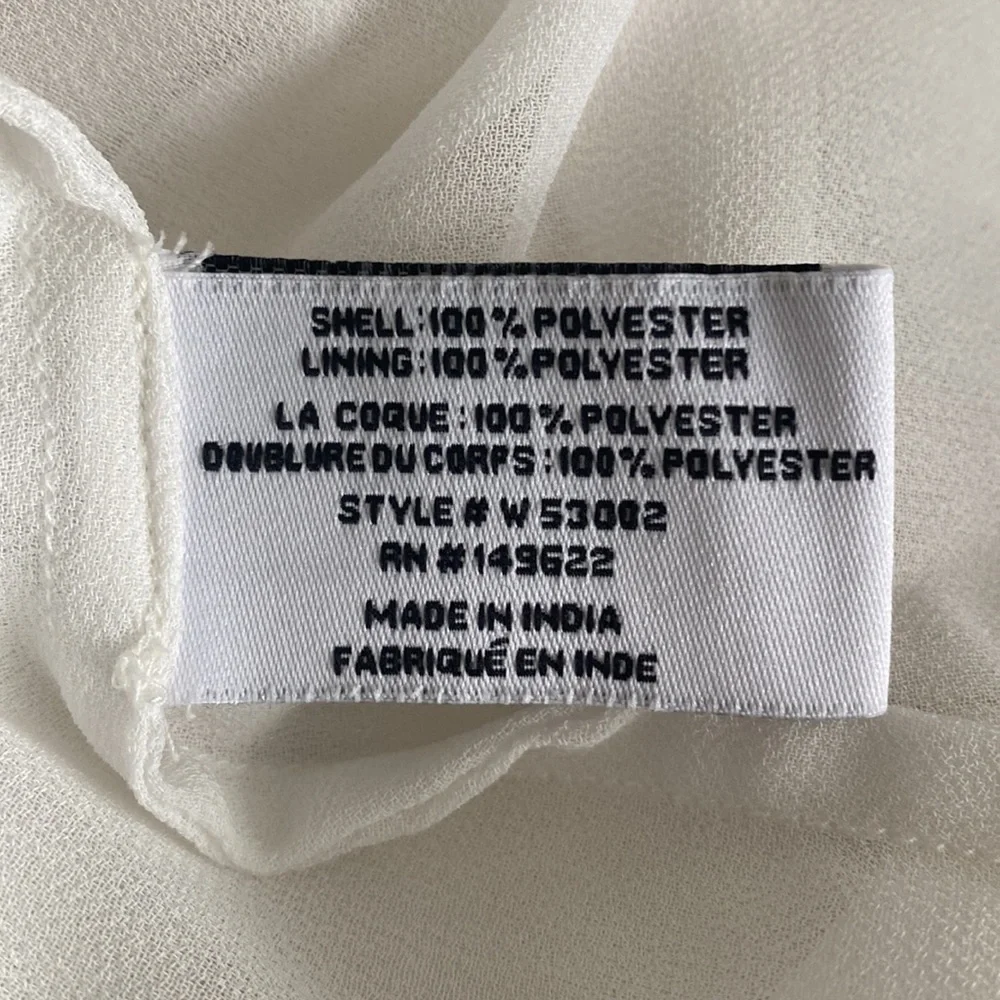 SHELL:100%POLYESTER
LINING:100%POLYESTER
LA COQUE:100%POLYESTER
DOUBLURE DU CORPS:100%POLYESTER
STYLE # W 53002
RN #149622
MADE IN INDIA
FABRIQUÉ EN INDE